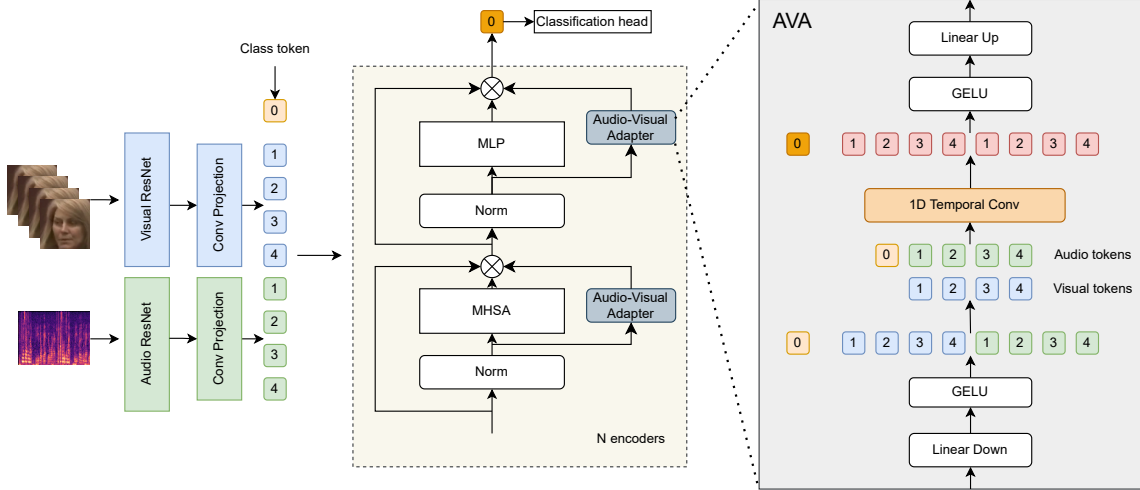 Class token
0
Visual ResNet
Conv Projection
1
2
3
4
Audio ResNet
Conv Projection
1
2
3
4
0
Classification head
MLP
Audio-Visual
Adapter
Norm
MHSA
Audio-Visual
Adapter
Norm
N encoders
AVA
Linear Up
GELU
0 1 2 3 4 1 2 3 4
1D Temporal Conv
0 1 2 3 4 Audio tokens
1 2 3 4 Visual tokens
0 1 2 3 4 1 2 3 4
GELU
Linear Down